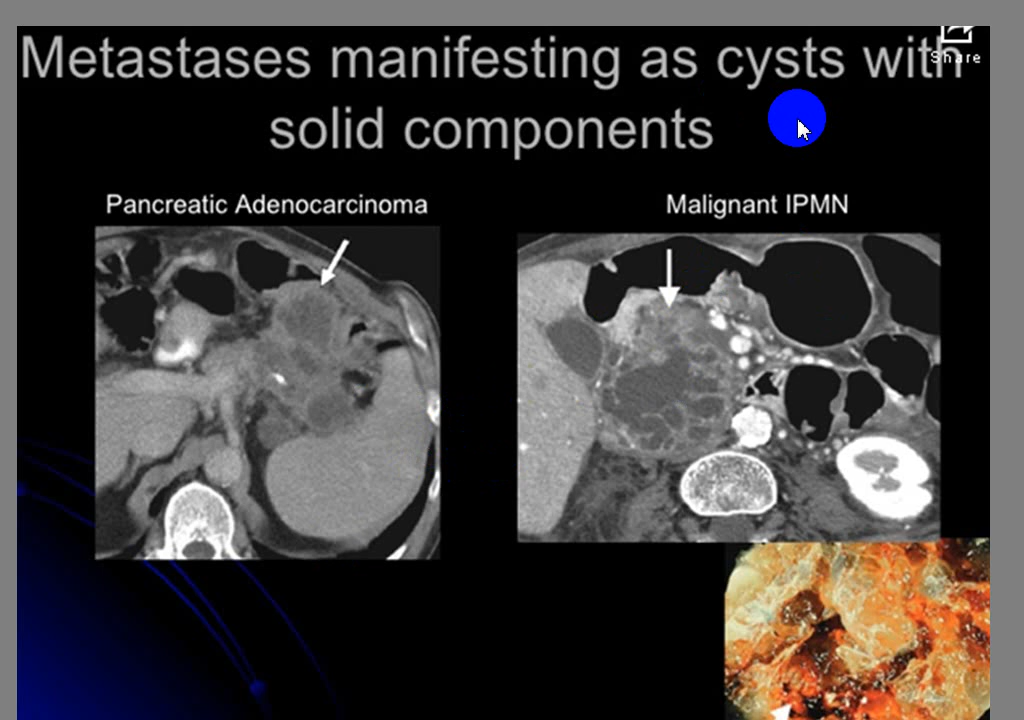 Metastases manifesting as cysts with
Share
solid components
Pancreatic Adenocarcinoma
Malignant IPMN